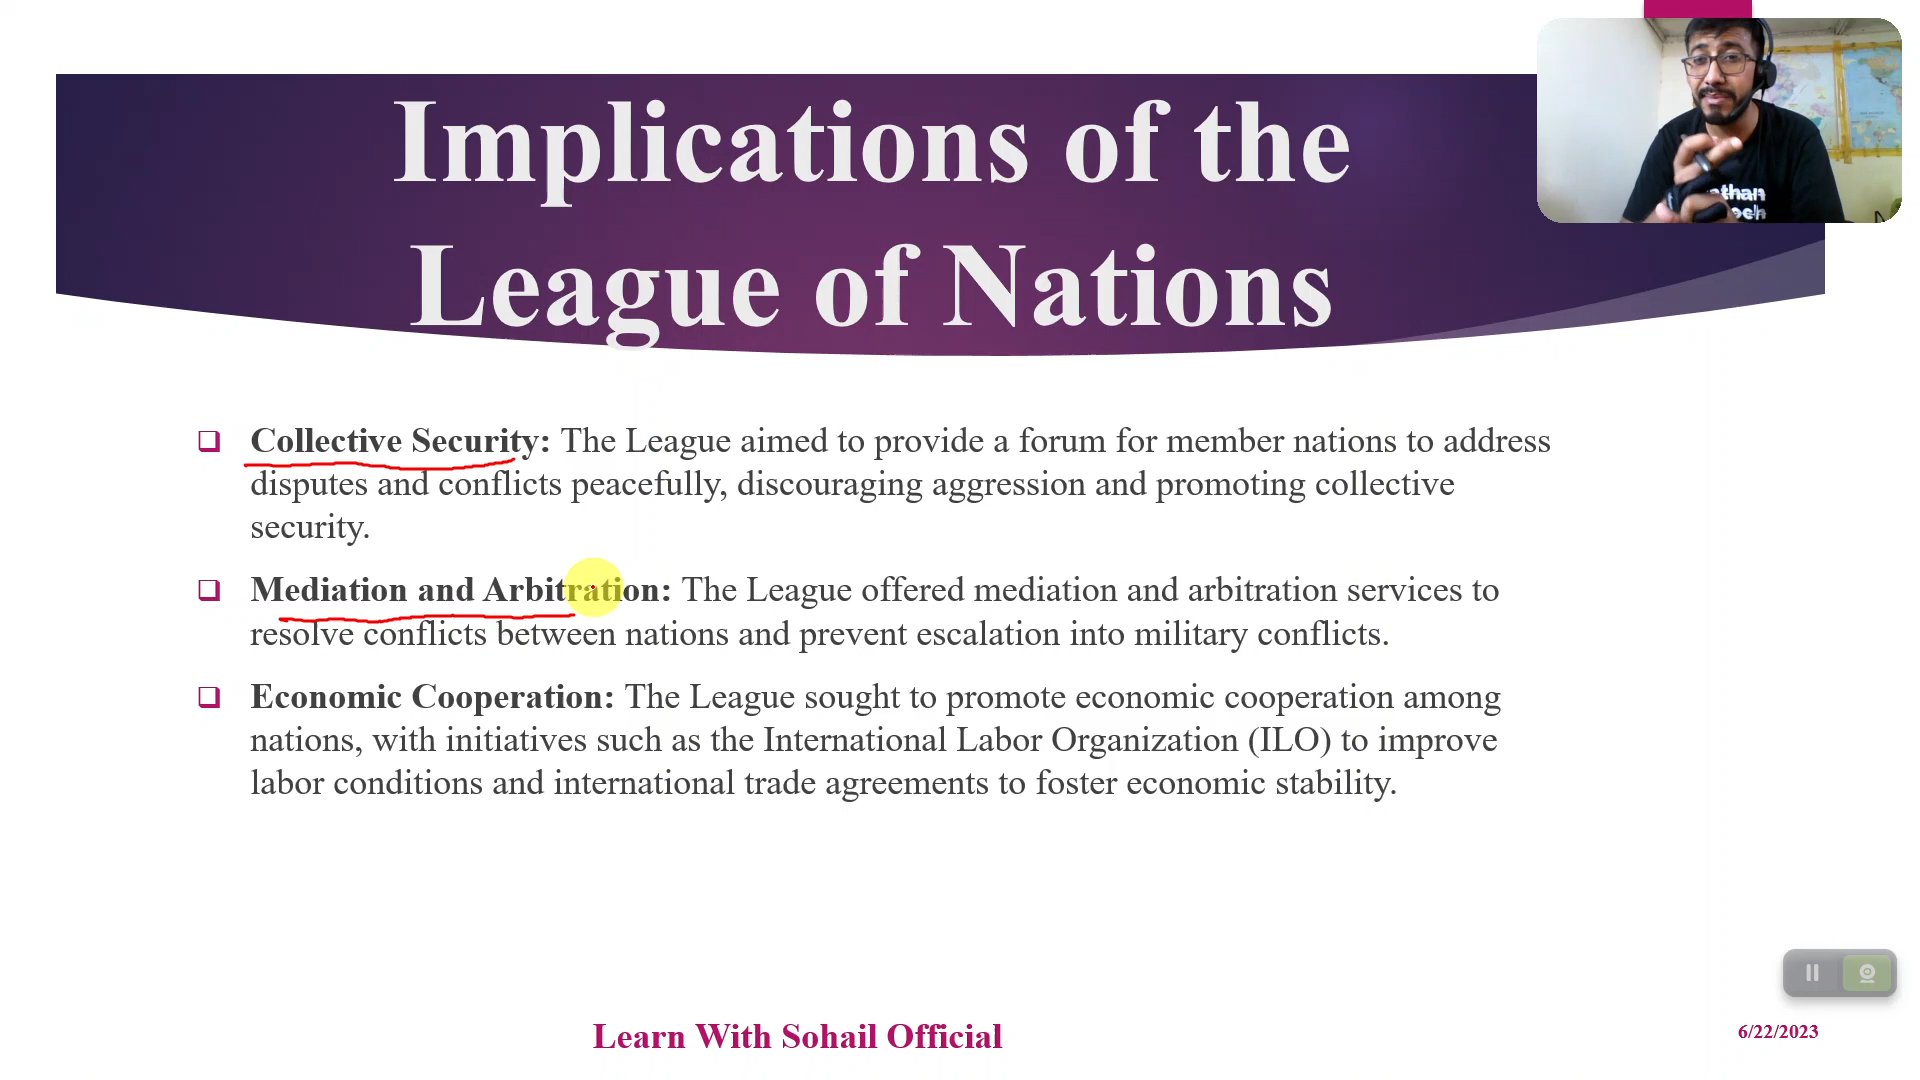 Implications of the
League of Nations
Collective Security: The League aimed to provide a forum for member nations to address
disputes and conflicts peacefully, discouraging aggression and promoting collective
security.
Mediation and Arbitration: The League offered mediation and arbitration services to
resolve conflicts between nations and prevent escalation into military conflicts.
Economic Cooperation: The League sought to promote economic cooperation among
nations, with initiatives such as the International Labor Organization (ILO) to improve
labor conditions and international trade agreements to foster economic stability.
Learn With Sohail Official
6/22/2023